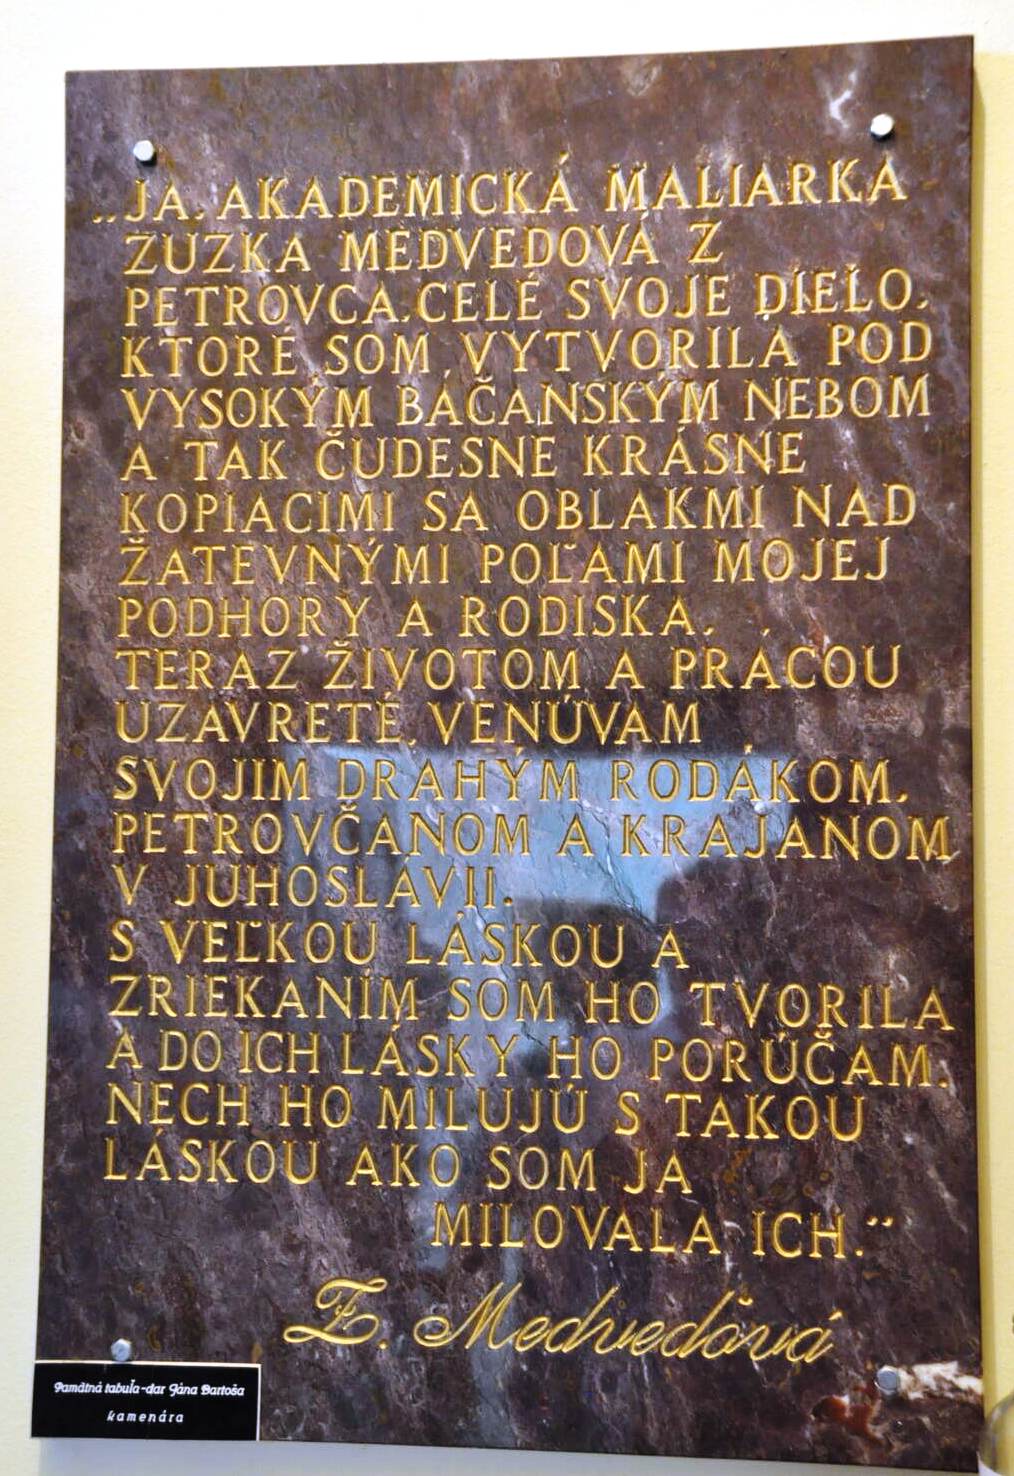 „JA, AKADEMICKÁ MALIARKA
ZUZKA MEDVEĎOVÁ Z
PETROVCA, CELÉ SVOJE DIELO,
KTORÉ SOM VYTVORILA POD
VYSOKÝM BÁČANSKÝM NEBOM
A TAK ČUDESNE KRÁSNE
KOPIACIMI SA OBLAKMI NAD
ŽATEVNÝMI POĽAMI MOJEJ
PODHORY A RODISKA,
TERAZ ŽIVOTOM A PRÁCOU
UZAVRETÉ, VENÚVAM
SVOJIM DRAHÝM RODÁKOM,
PETROVČANOM A KRAJANOM
V JUHOSLAVII.
S VEĽKOU LÁSKOU A
ZRIEKANÍM SOM HO TVORILA
A DO ICH LÁSKY HO PORÚČAM.
NECH HO MILUJÚ S TAKOU
LÁSKOU AKO SOM JA
MILOVALA ICH."
Z. Medveďová
Pamätná tabuľa-dar Jána Bartoša
kamenára